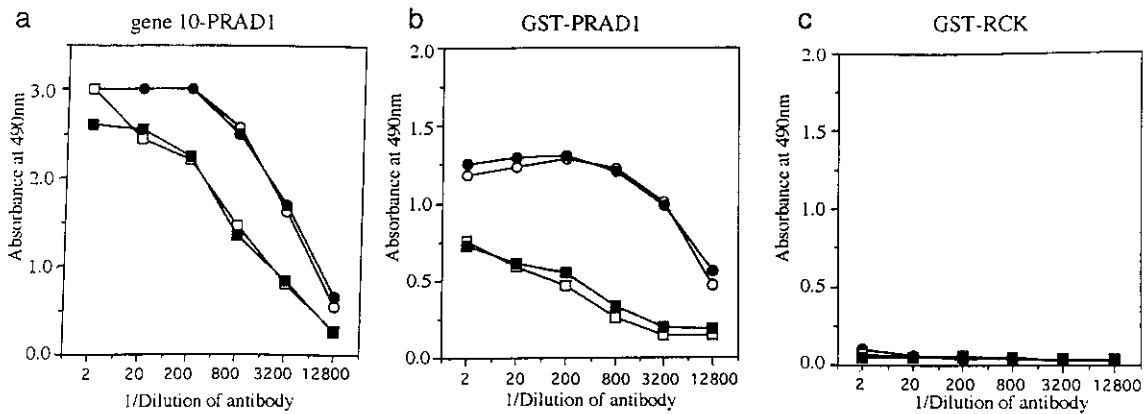 a
gene 10-PRAD1
Absorbance at 490nm
3.0
2.0
1.0
0.0
2 20 200 800 3200 12800
1/Dilution of antibody
b
GST-PRAD1
Absorbance at 490nm
2.0
1.5
1.0
0.5
0.0
2 20 200 800 3200 12800
1/Dilution of antibody
c
GST-RCK
Absorbance at 490nm
2.0
1.5
1.0
0.5
0.0
2 20 200 800 3200 12800
1/Dilution of antibody